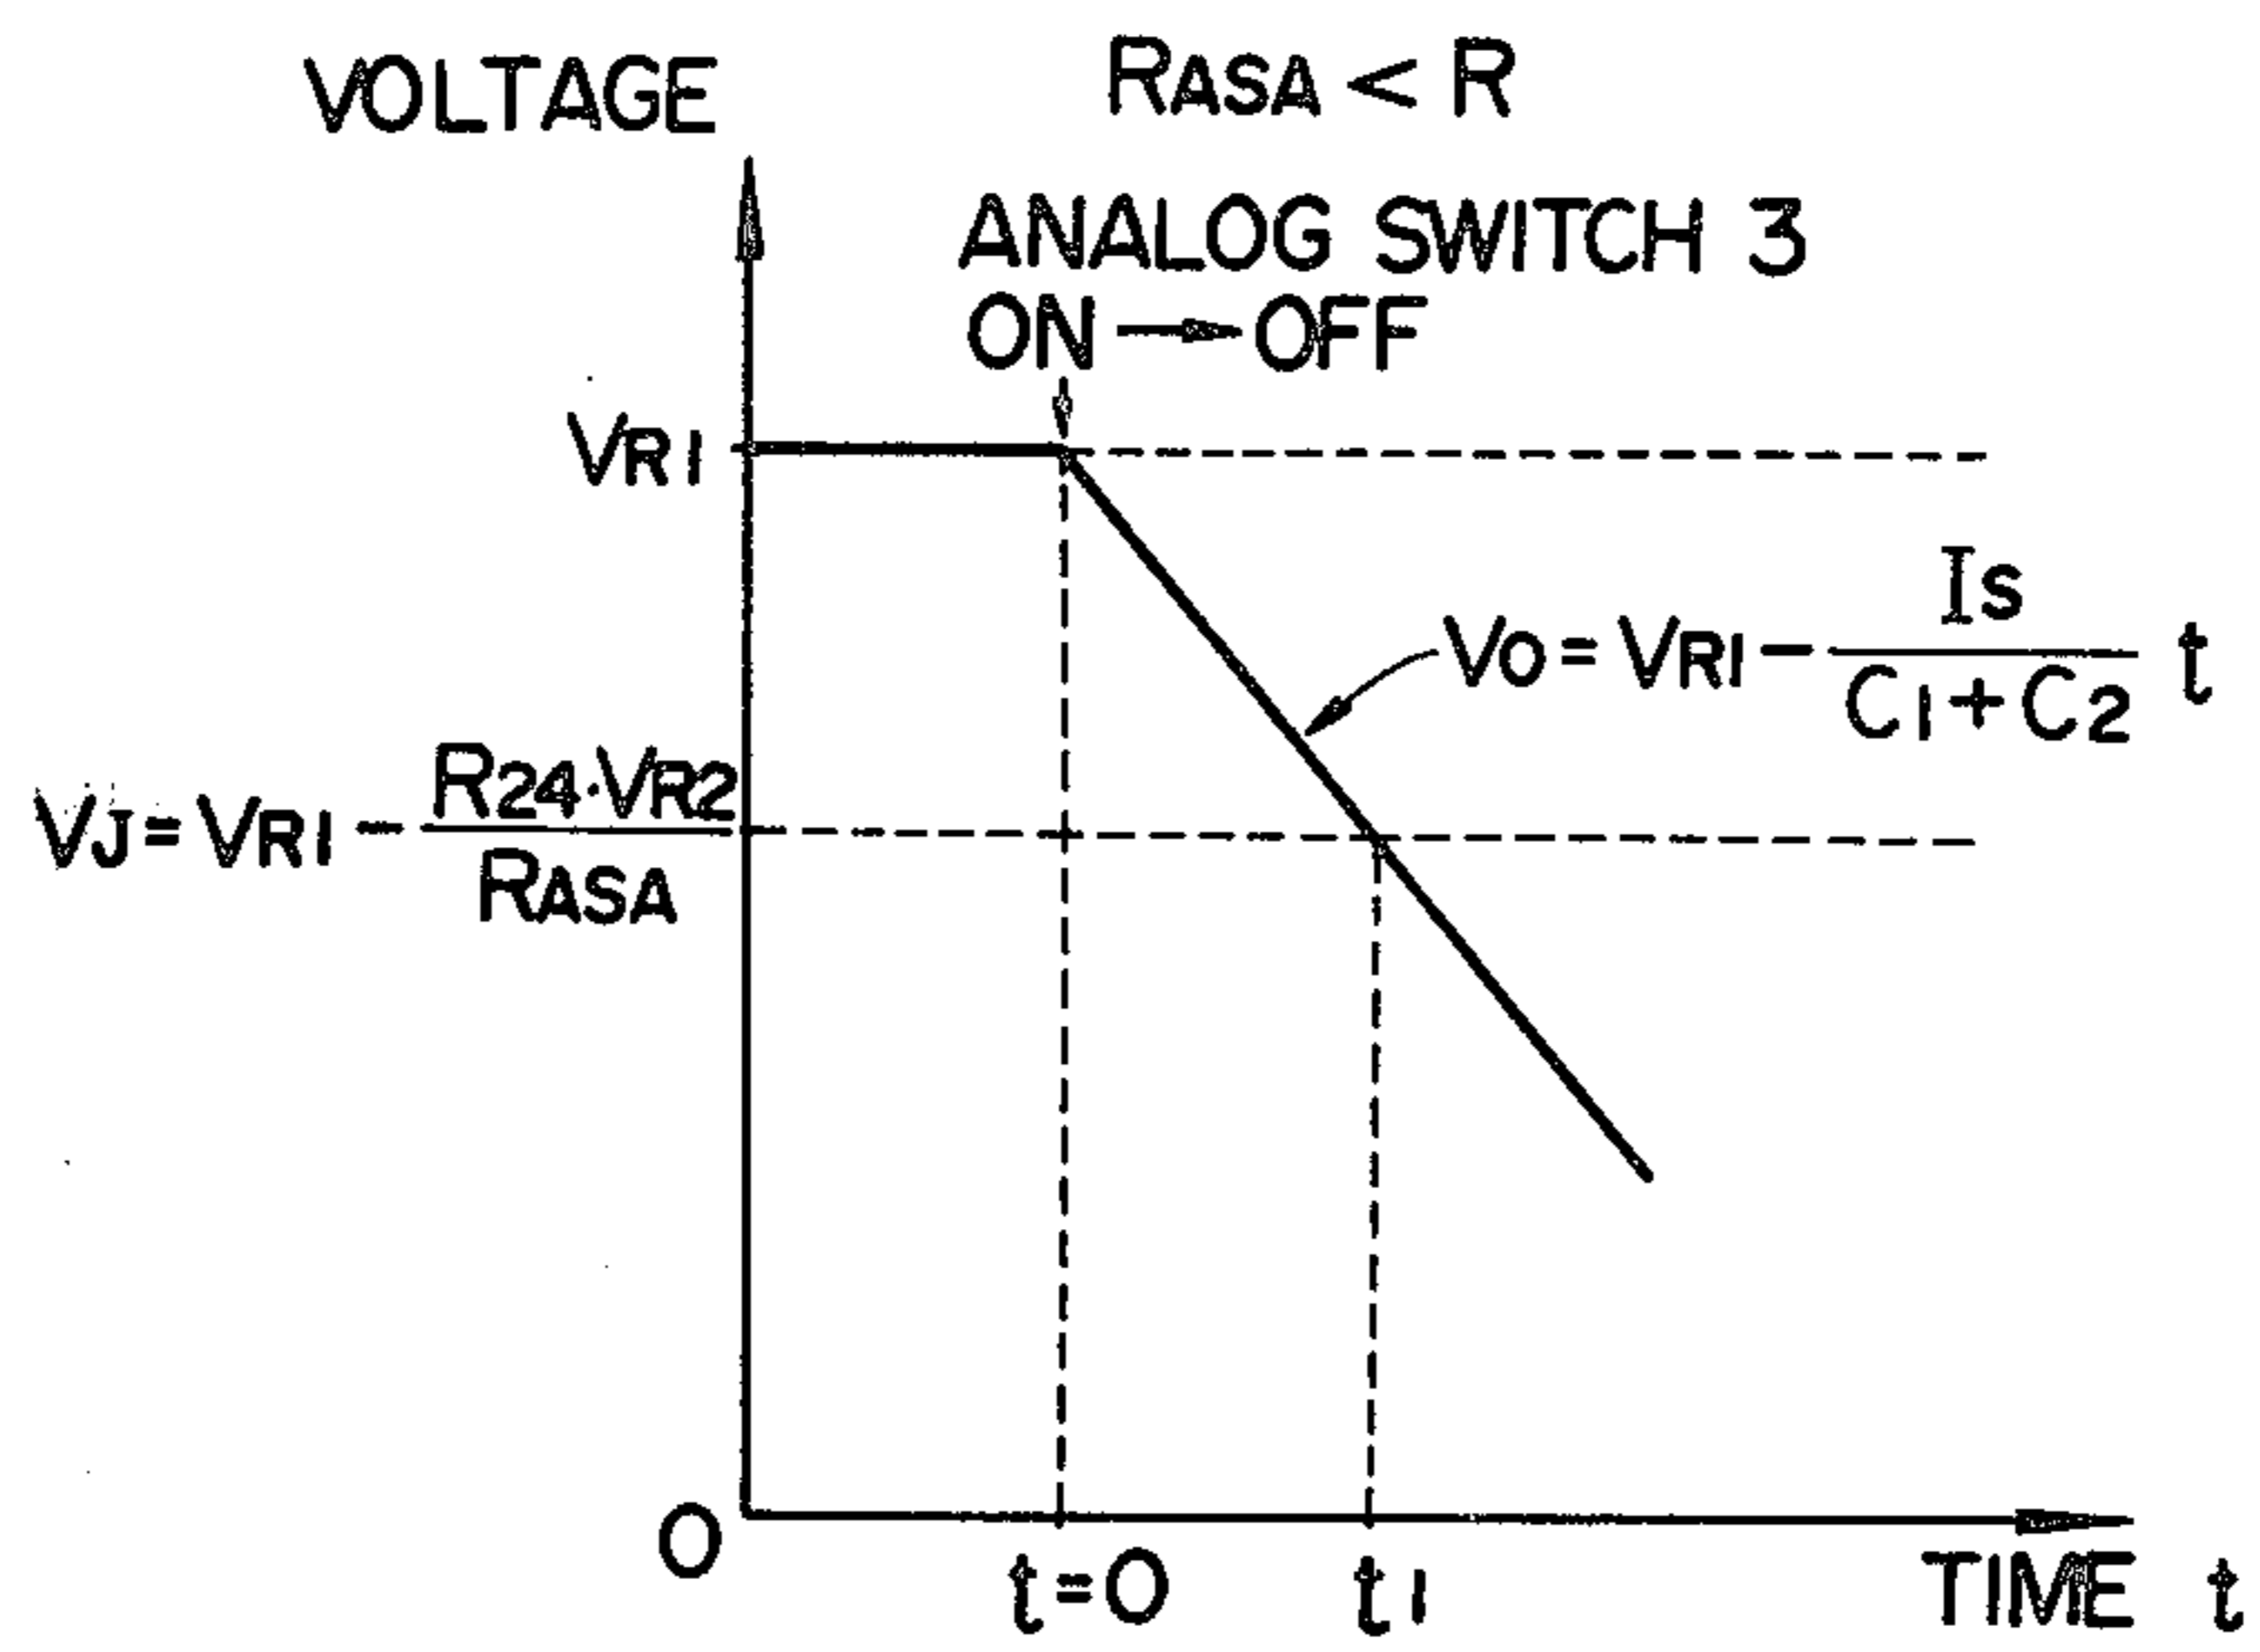 VOLTAGE
RASA < R
ANALOG SWITCH 3
ON → OFF
VR1
VO = VR1 − IS / (C1 + C2) t
VJ = VR1 − R24·VR2 / RASA
O
t=0
t1
TIME t